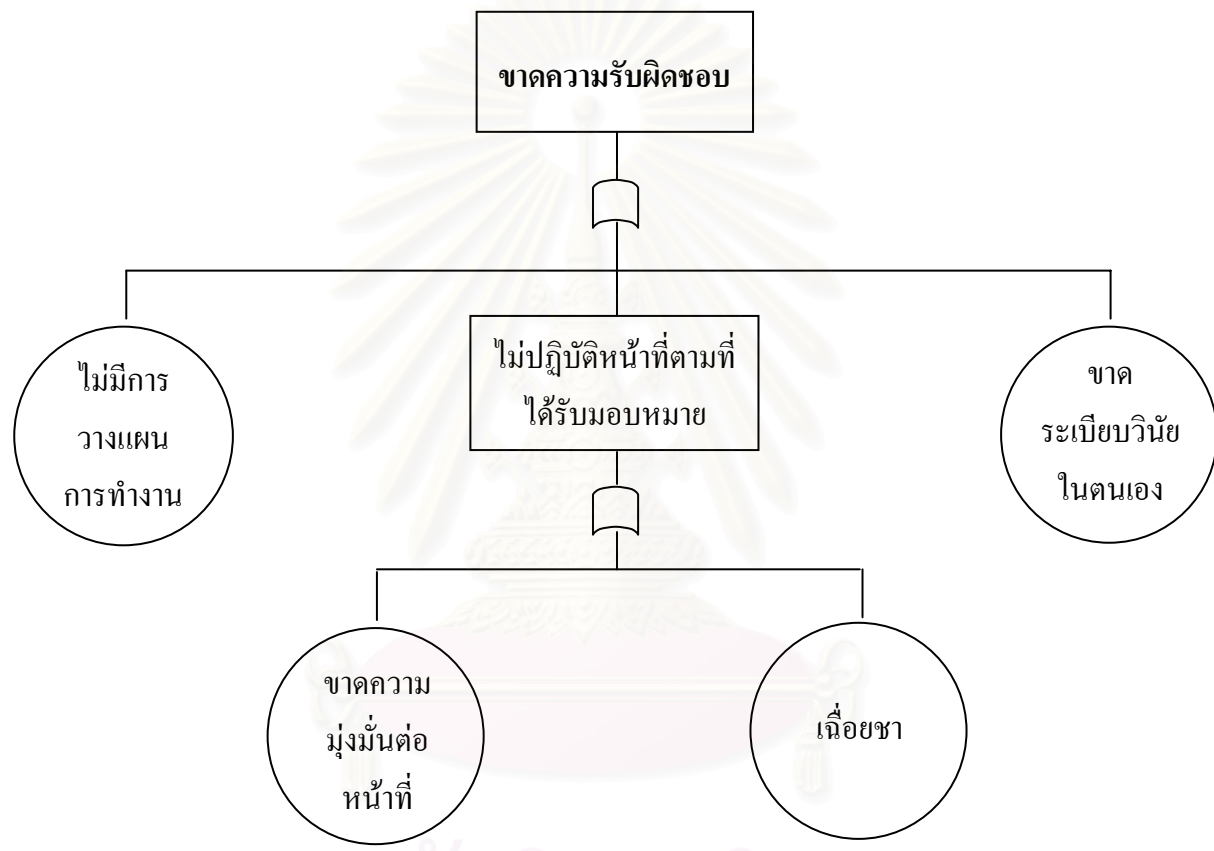 ขาดความรับผิดชอบ
ไม่มีการ
วางแผน
การทำงาน
ไม่ปฏิบัติหน้าที่ตามที่
ได้รับมอบหมาย
ขาด
ระเบียบวินัย
ในตนเอง
ขาดความ
มุ่งมั่นต่อ
หน้าที่
เฉื่อยชา